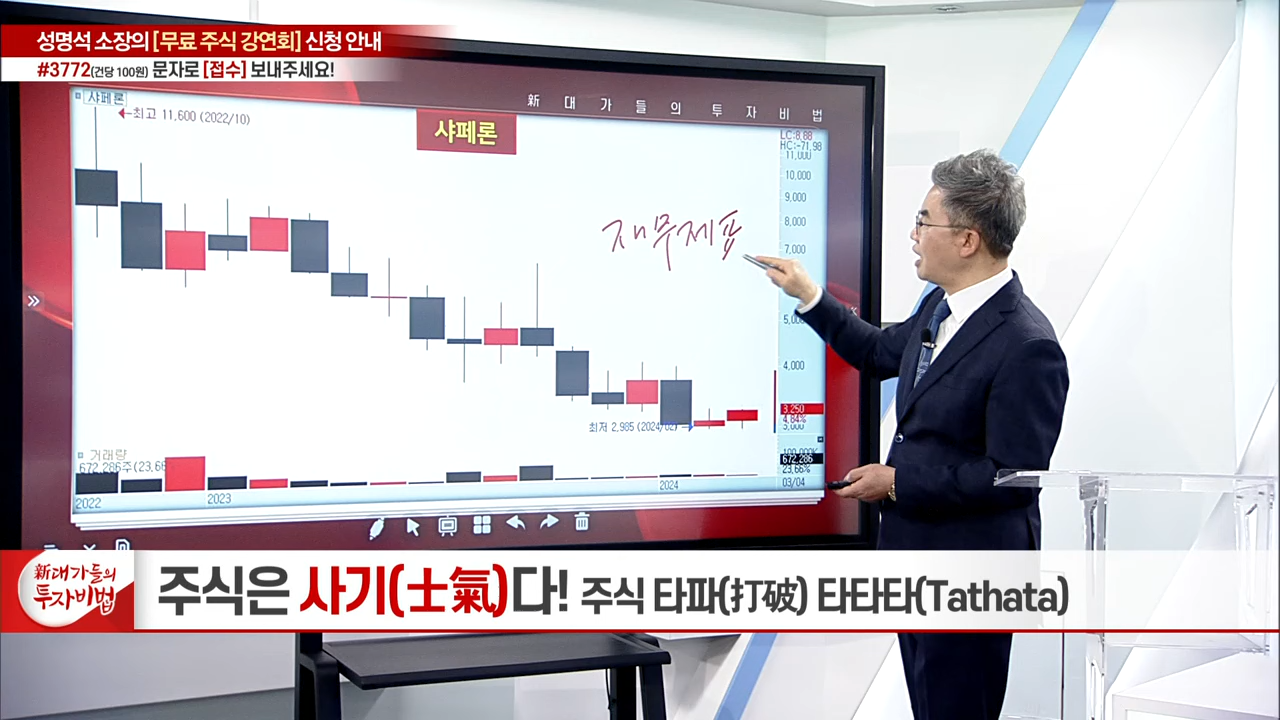 성명석 소장의 [무료 주식 강연회] 신청 안내
#3772(건당 100원) 문자로 [접수] 보내주세요!
新 대 가 들 의 투 자 비 법
샤페론
최고 11,600 (2022/10)
샤페론
LC:8.88
HC:-71.98
11,000
10,000
9,000
8,000
7,000
재무제표
5,000
4,000
3,250
4.84%
최저 2,985 (2024/02)
거래량
672,286주(23.66
672,286
23.66%
03/04
2022
2023
2024
新대가들의
투자비법
주식은 사기(士氣)다! 주식 타파(打破) 타타타(Tathata)